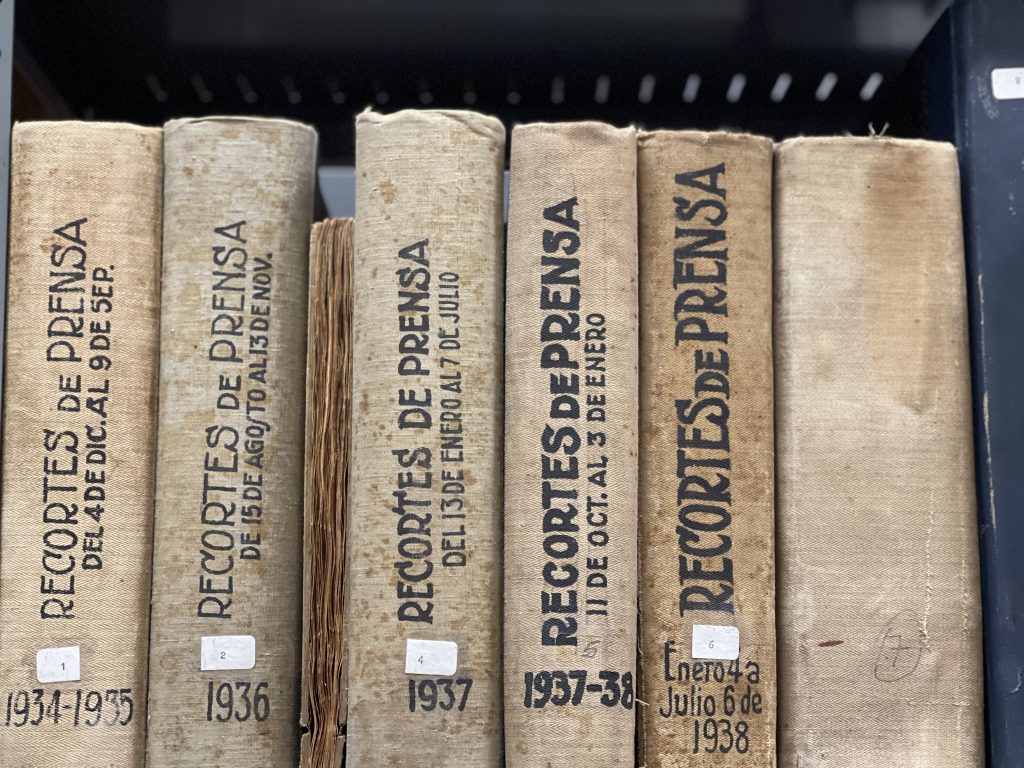 RECORTES DE PRENSA
DEL 4 DE DIC. AL 9 DE SEP.
1
1934-1935
RECORTES DE PRENSA
DE 15 DE AGOSTO AL 13 DE NOV.
2
1936
RECORTES DE PRENSA
DEL 13 DE ENERO AL 7 DE JULIO
4
1937
RECORTES DE PRENSA
11 DE OCT. AL 3 DE ENERO
5
1937-38
RECORTES DE PRENSA
6
Enero 4 a
Julio 6 de
1938
7